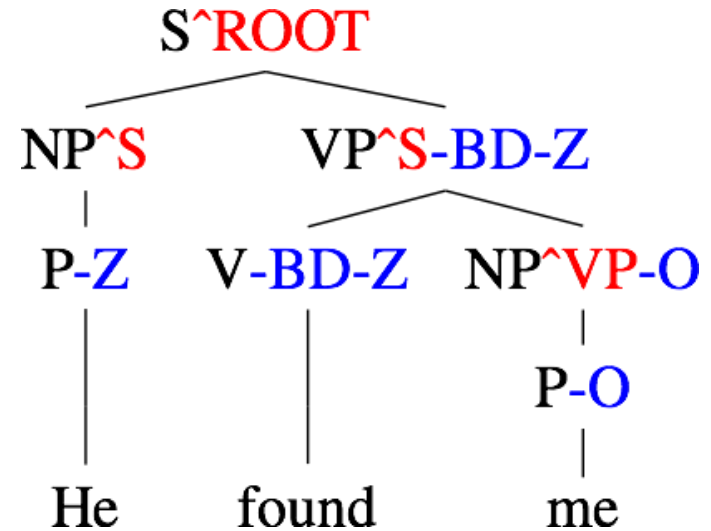 S^ROOT
NP^S VP^S-BD-Z
P-Z V-BD-Z NP^VP-O
P-O
He found me